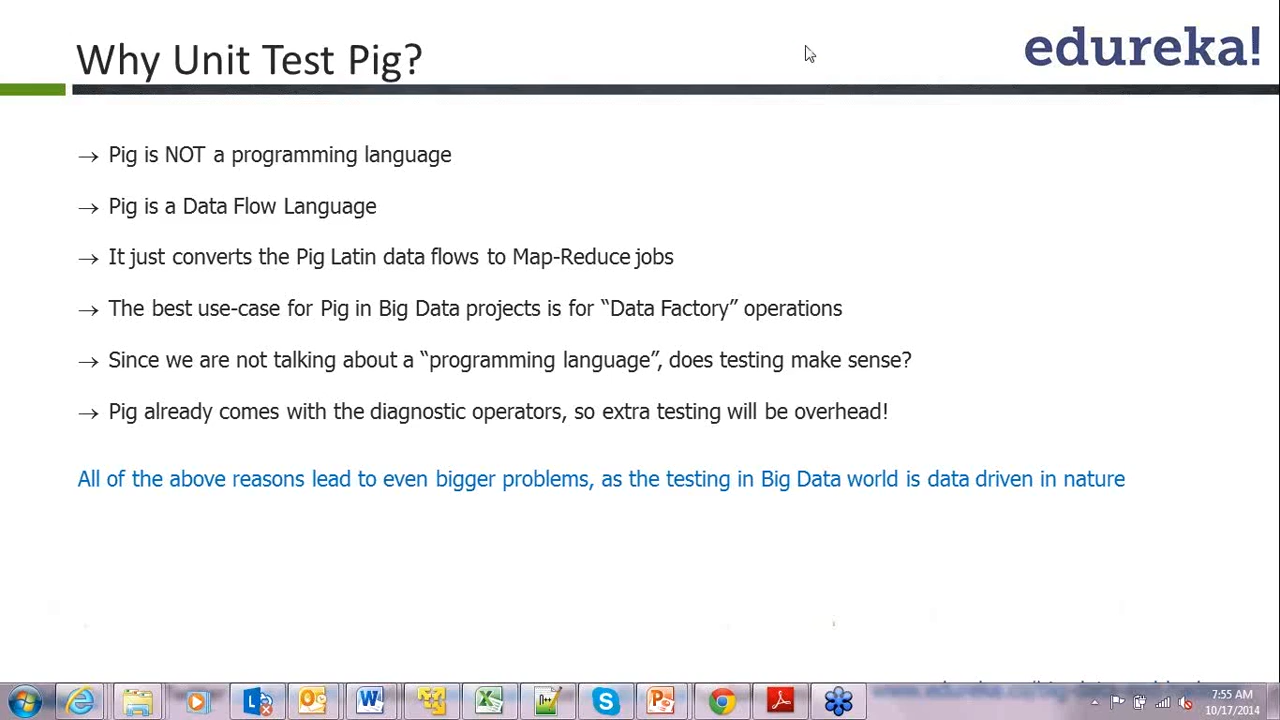 Why Unit Test Pig?
edureka!
→ Pig is NOT a programming language
→ Pig is a Data Flow Language
→ It just converts the Pig Latin data flows to Map-Reduce jobs
→ The best use-case for Pig in Big Data projects is for “Data Factory” operations
→ Since we are not talking about a “programming language”, does testing make sense?
→ Pig already comes with the diagnostic operators, so extra testing will be overhead!
All of the above reasons lead to even bigger problems, as the testing in Big Data world is data driven in nature
7:55 AM
10/17/2014